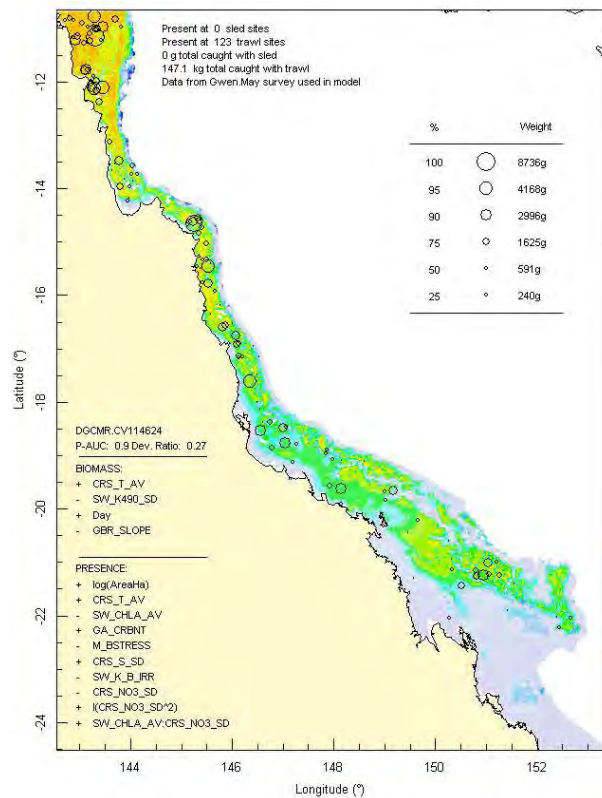 Present at 0 sled sites
Present at 123 trawl sites
0 g total caught with sled
147.1 kg total caught with trawl
Data from Gwen.May survey used in model
% Weight
100 8736g
95 4168g
90 2996g
75 1625g
50 591g
25 240g
-12
-14
-16
-18
-20
-22
-24
Latitude (°)
DGCMR.CV114624
P-AUC: 0.9 Dev. Ratio: 0.27
BIOMASS:
+ CRS_T_AV
- SW_K490_SD
+ Day
- GBR_SLOPE
PRESENCE:
+ log(AreaHa)
+ CRS_T_AV
- SW_CHLA_AV
+ GA_CRBNT
- M_BSTRESS
+ CRS_S_SD
- SW_K_B_IRR
- CRS_NO3_SD
+ I(CRS_NO3_SD^2)
+ SW_CHLA_AV:CRS_NO3_SD
144 146 148 150 152
Longitude (°)